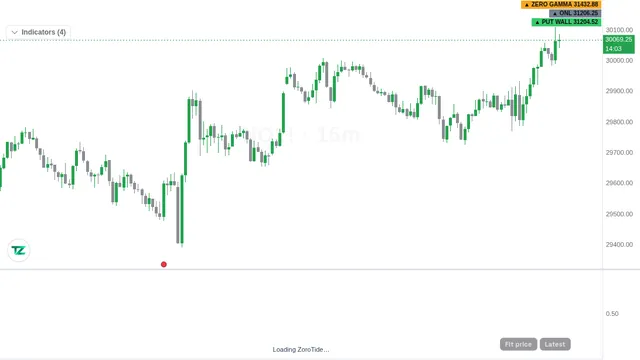 ▲ ZERO GAMMA 31432.88
▲ ONL 31206.25
▲ PUT WALL 31204.52
Indicators (4)
30100.00
30069.25
14:03
30000.00
29900.00
29800.00
29700.00
29600.00
29500.00
29400.00
16m
TZ
0.50
Loading ZoroTide…
Fit price
Latest